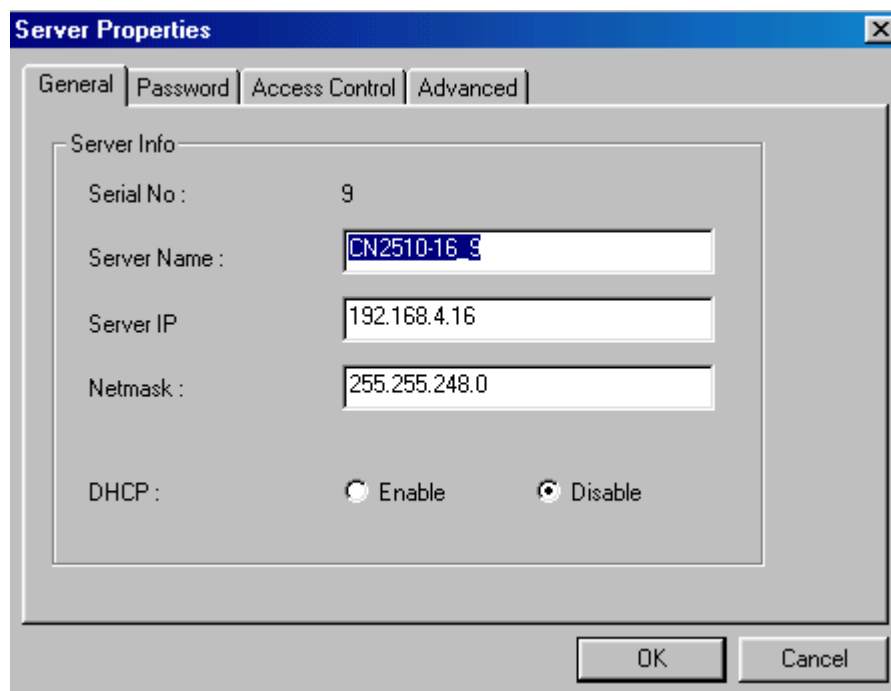 Server Properties
General Password Access Control Advanced
Server Info
Serial No : 9
Server Name : CN2510-16_9
Server IP 192.168.4.16
Netmask : 255.255.248.0
DHCP : Enable Disable
OK Cancel